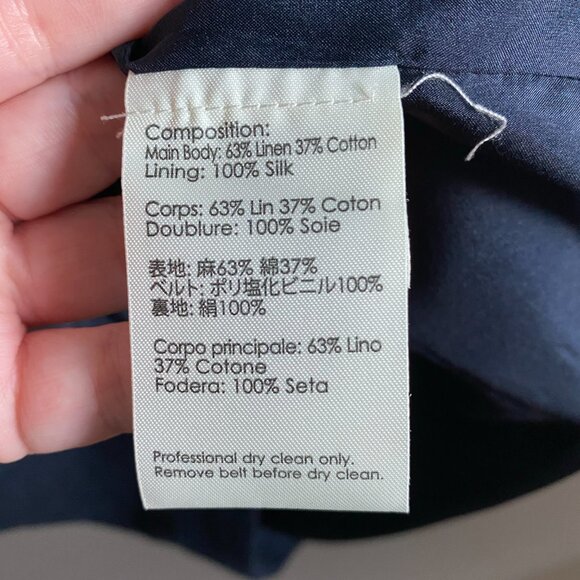 Composition:
Main Body: 63% Linen 37% Cotton
Lining: 100% Silk
Corps: 63% Lin 37% Coton
Doublure: 100% Soie
表地: 麻63% 綿37%
ベルト: ポリ塩化ビニル100%
裏地: 絹100%
Corpo principale: 63% Lino
37% Cotone
Fodera: 100% Seta
Professional dry clean only.
Remove belt before dry clean.